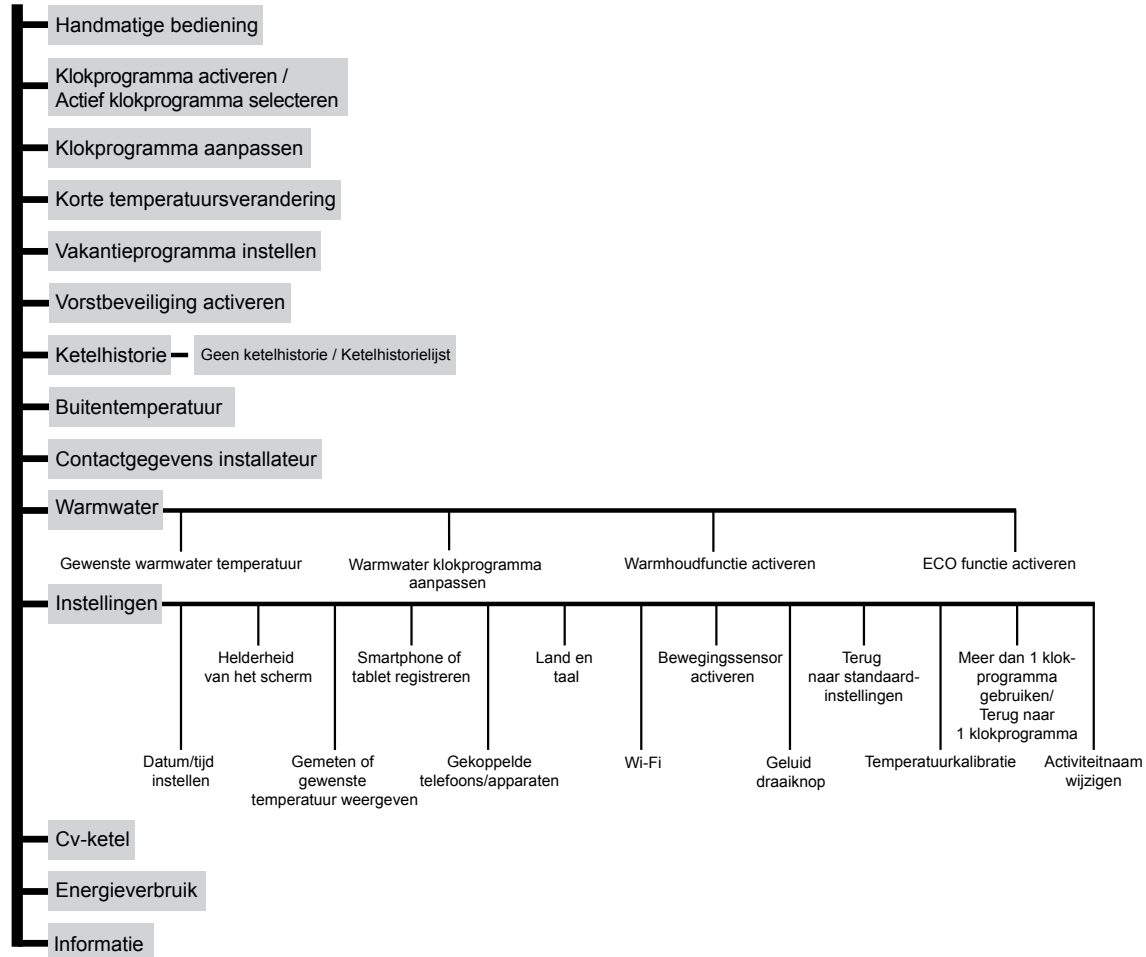 Handmatige bediening
Klokprogramma activeren /
Actief klokprogramma selecteren
Klokprogramma aanpassen
Korte temperatuursverandering
Vakantieprogramma instellen
Vorstbeveiliging activeren
Ketelhistorie
Geen ketelhistorie / Ketelhistorielijst
Buitentemperatuur
Contactgegevens installateur
Warmwater
Gewenste warmwater temperatuur
Warmwater klokprogramma
aanpassen
Warmhoudfunctie activeren
ECO functie activeren
Instellingen
Helderheid
van het scherm
Smartphone of
tablet registreren
Land en
taal
Bewegingssensor
activeren
Terug
naar standaard-
instellingen
Meer dan 1 klok-
programma
gebruiken/
Terug naar
1 klokprogramma
Datum/tijd
instellen
Gemeten of
gewenste
temperatuur weergeven
Gekoppelde
telefoons/apparaten
Wi-Fi
Geluid
draaiknop
Temperatuurkalibratie
Activiteitnaam
wijzigen
Cv-ketel
Energieverbruik
Informatie